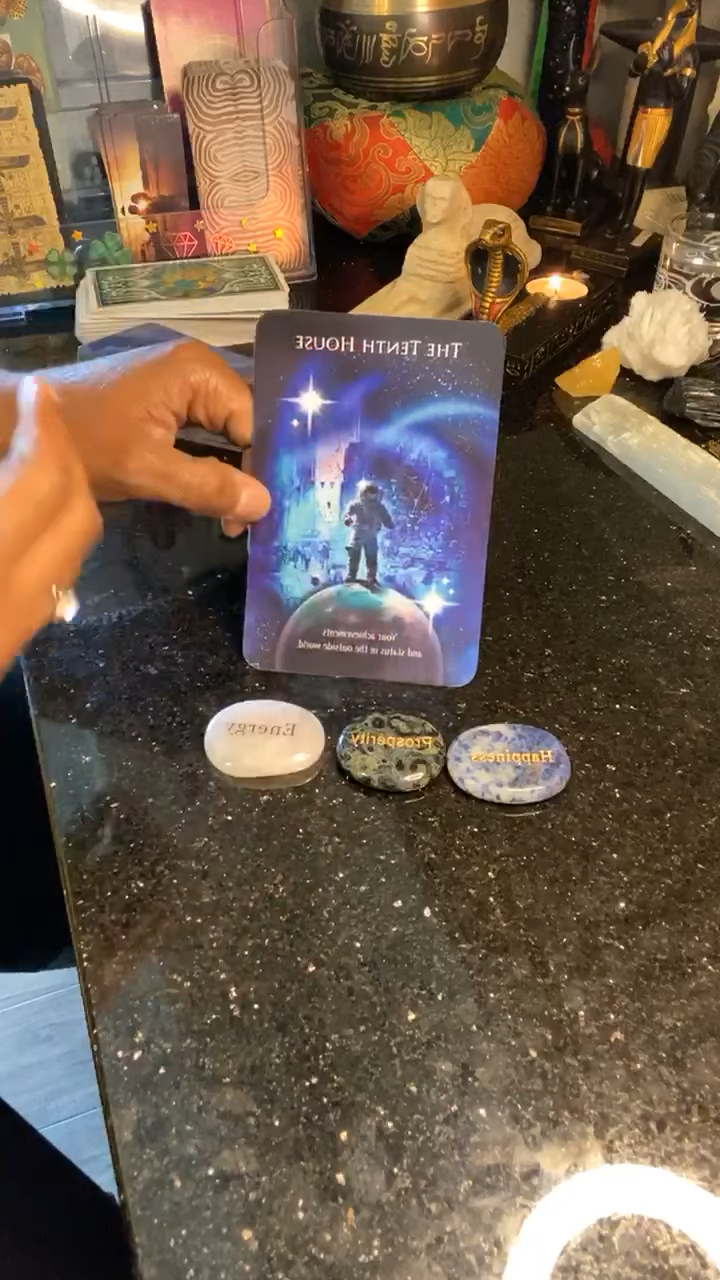 THE TENTH HOUSE
Your achievements
and status in the outside world.
Energy
Prosperity
Happiness